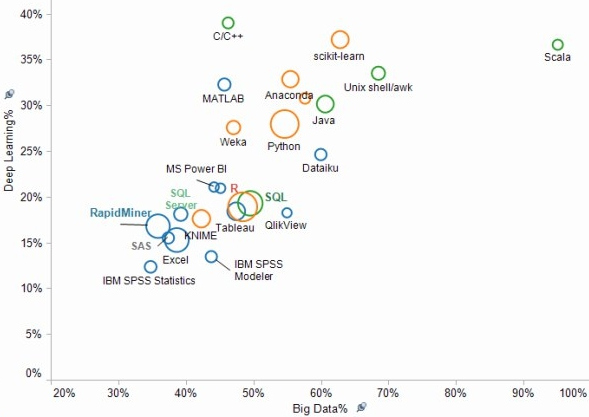 40%
C/C++
scikit-learn
Scala
35%
Unix shell/awk
MATLAB
Anaconda
30%
Java
Weka
Python
25%
Dataiku
MS Power BI
20%
SQL
Server
R
SQL
RapidMiner
Tableau
QlikView
KNIME
15%
SAS
Excel
IBM SPSS
Modeler
IBM SPSS Statistics
10%
5%
0%
Deep Learning%
20%
30%
40%
50%
60%
70%
80%
90%
100%
Big Data%